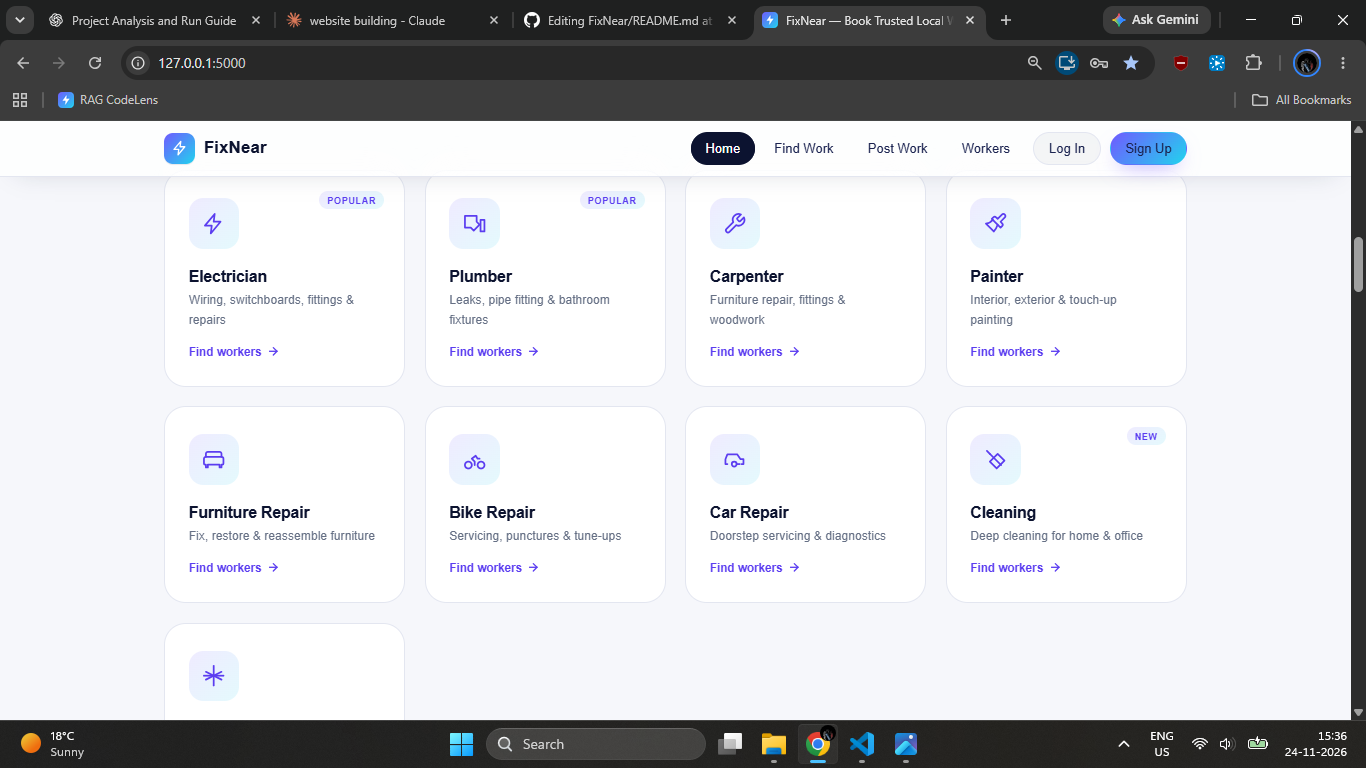 Project Analysis and Run Guide
website building - Claude
Editing FixNear/README.md at
FixNear — Book Trusted Local W
Ask Gemini
127.0.0.1:5000
RAG CodeLens
All Bookmarks
FixNear
Home
Find Work
Post Work
Workers
Log In
Sign Up
POPULAR
Electrician
Wiring, switchboards, fittings &
repairs
Find workers →
POPULAR
Plumber
Leaks, pipe fitting & bathroom
fixtures
Find workers →
Carpenter
Furniture repair, fittings &
woodwork
Find workers →
Painter
Interior, exterior & touch-up
painting
Find workers →
Furniture Repair
Fix, restore & reassemble furniture
Find workers →
Bike Repair
Servicing, punctures & tune-ups
Find workers →
Car Repair
Doorstep servicing & diagnostics
Find workers →
NEW
Cleaning
Deep cleaning for home & office
Find workers →
18°C
Sunny
Search
ENG
US
15:36
24-11-2026